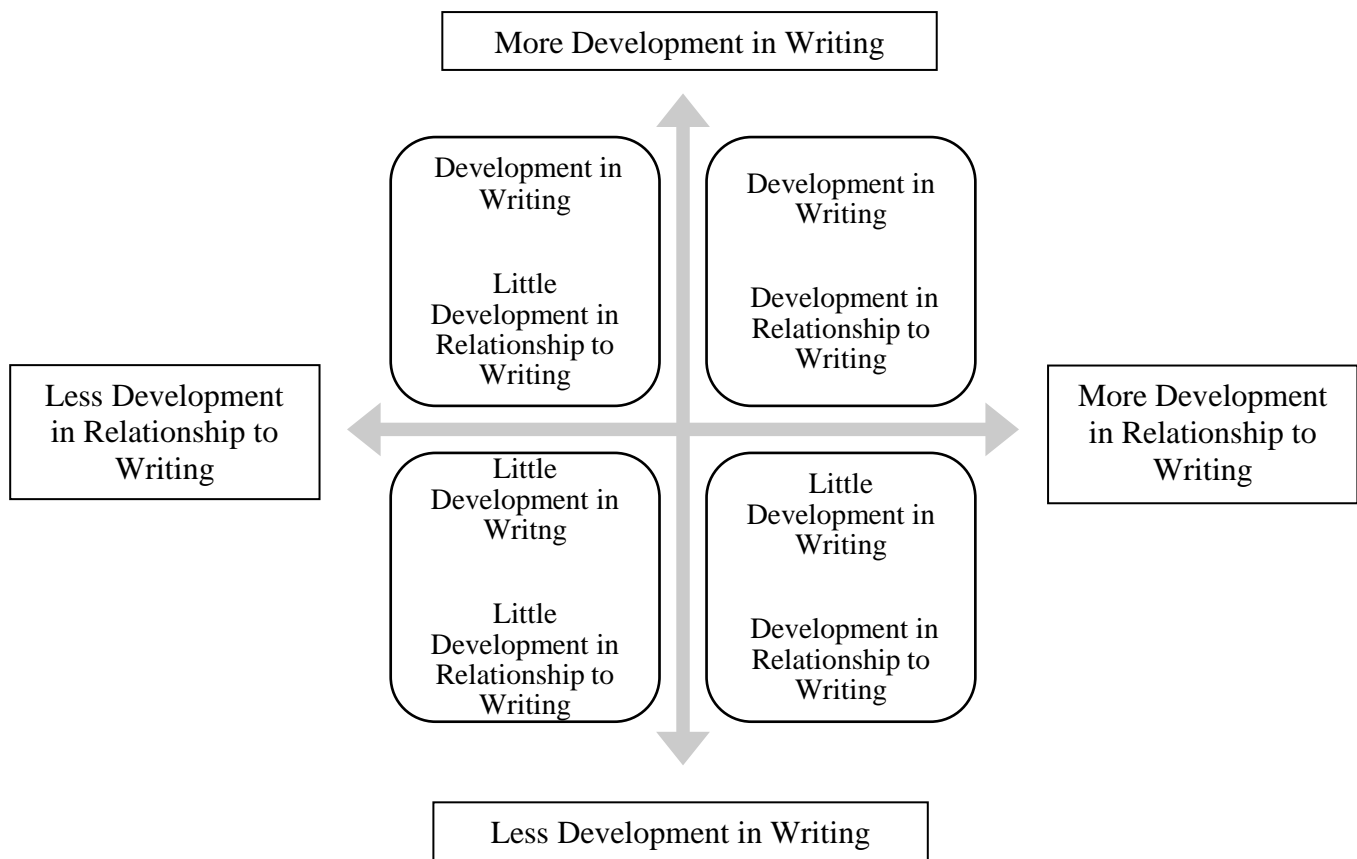 More Development in Writing
Development in
Writing
Little
Development in
Relationship to
Writing
Development in
Writing
Development in
Relationship to
Writing
Less Development
in Relationship to
Writing
More Development
in Relationship to
Writing
Little
Development in
Writng
Little
Development in
Relationship to
Writing
Little
Development in
Writing
Development in
Relationship to
Writing
Less Development in Writing